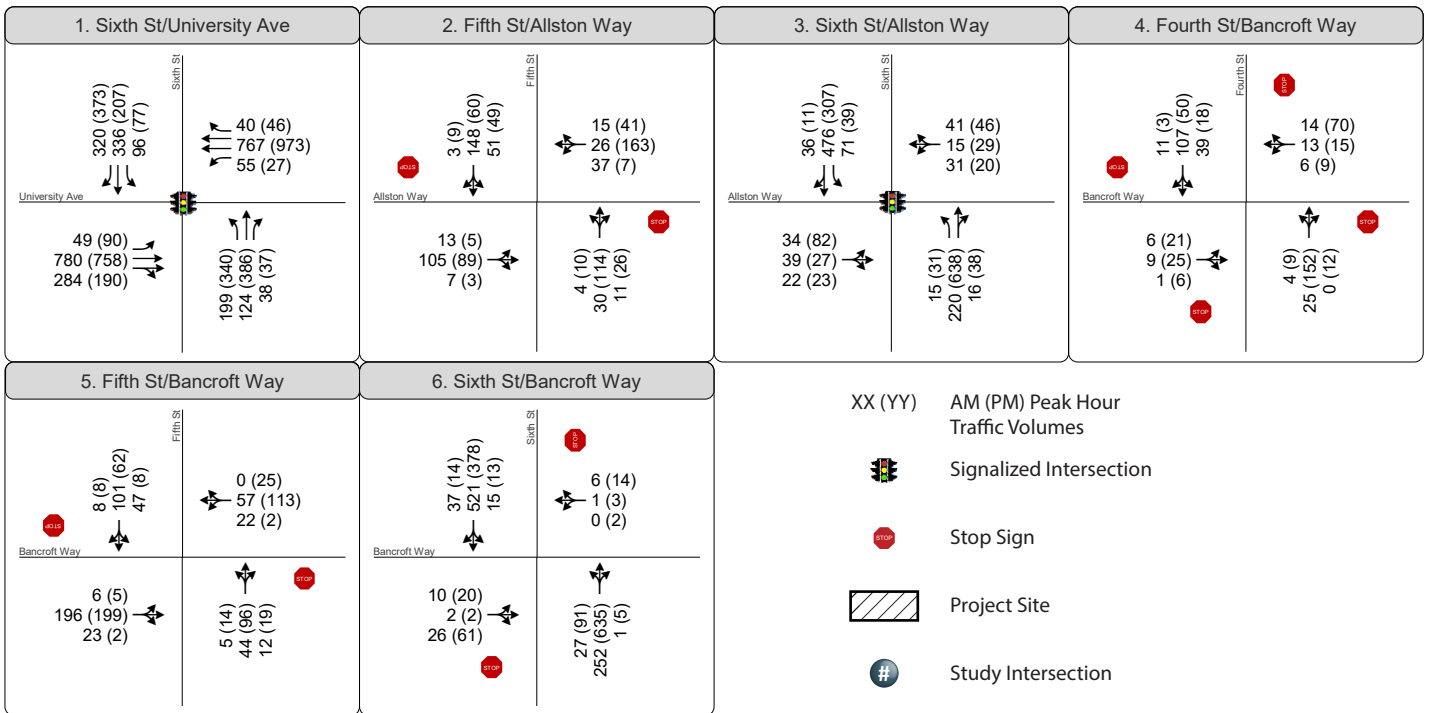 1. Sixth St/University Ave
Sixth St
320 (373)
336 (207)
96 (77)
40 (46)
767 (973)
55 (27)
University Ave
49 (90)
780 (758)
284 (190)
199 (340)
124 (386)
38 (37)
2. Fifth St/Allston Way
Fifth St
3 (9)
148 (60)
51 (49)
15 (41)
26 (163)
37 (7)
STOP
Allston Way
STOP
13 (5)
105 (89)
7 (3)
4 (10)
30 (114)
11 (26)
3. Sixth St/Allston Way
Sixth St
36 (11)
476 (307)
71 (39)
41 (46)
15 (29)
31 (20)
Allston Way
34 (82)
39 (27)
22 (23)
15 (31)
220 (638)
16 (38)
4. Fourth St/Bancroft Way
Fourth St
STOP
11 (3)
107 (50)
39 (18)
14 (70)
13 (15)
6 (9)
STOP
Bancroft Way
STOP
6 (21)
9 (25)
1 (6)
4 (9)
25 (152)
0 (12)
STOP
5. Fifth St/Bancroft Way
Fifth St
8 (8)
101 (62)
47 (8)
0 (25)
57 (113)
22 (2)
STOP
Bancroft Way
STOP
6 (5)
196 (199)
23 (2)
5 (14)
44 (96)
12 (19)
6. Sixth St/Bancroft Way
Sixth St
STOP
37 (14)
521 (378)
15 (13)
6 (14)
1 (3)
0 (2)
Bancroft Way
10 (20)
2 (2)
26 (61)
27 (91)
252 (635)
1 (5)
STOP
XX (YY) AM (PM) Peak Hour
Traffic Volumes
Signalized Intersection
STOP Stop Sign
Project Site
# Study Intersection